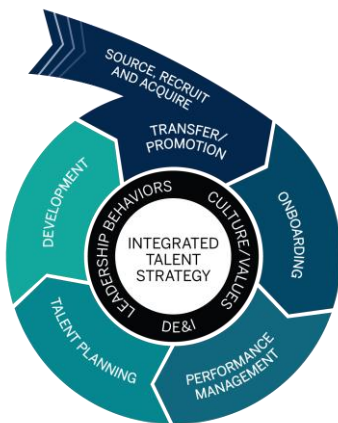 SOURCE, RECRUIT
AND ACQUIRE
TRANSFER/
PROMOTION
ONBOARDING
PERFORMANCE
MANAGEMENT
TALENT PLANNING
DEVELOPMENT
LEADERSHIP BEHAVIORS
CULTURE/VALUES
DE&I
INTEGRATED
TALENT
STRATEGY